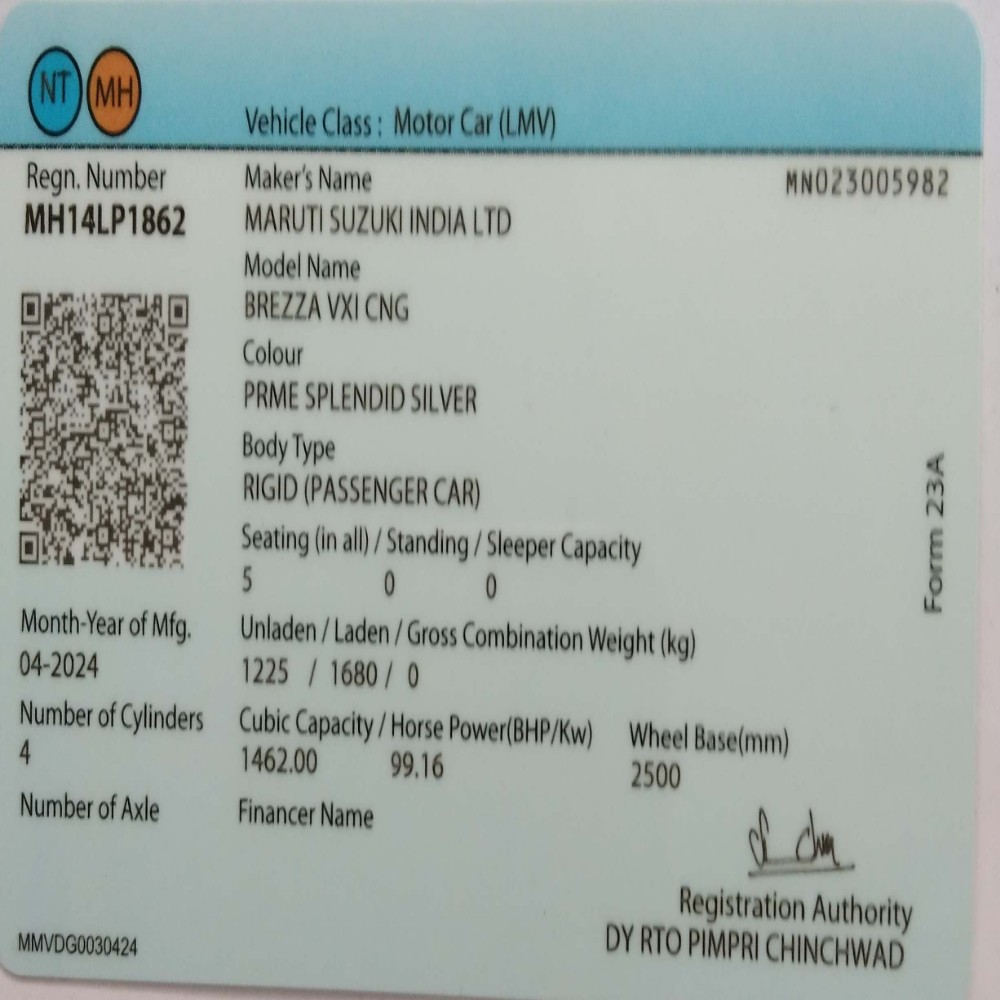 NT MH
Vehicle Class : Motor Car (LMV)
Regn. Number
MH14LP1862
Maker's Name
MARUTI SUZUKI INDIA LTD
MN023005982
Model Name
BREZZA VXI CNG
Colour
PRME SPLENDID SILVER
Body Type
RIGID (PASSENGER CAR)
Seating (in all) / Standing / Sleeper Capacity
5 0 0
Form 23A
Month-Year of Mfg.
04-2024
Unladen / Laden / Gross Combination Weight (kg)
1225 / 1680 / 0
Number of Cylinders
4
Cubic Capacity / Horse Power(BHP/Kw)
1462.00 99.16
Wheel Base(mm)
2500
Number of Axle
Financer Name
Registration Authority
DY RTO PIMPRI CHINCHWAD
MMVDG0030424